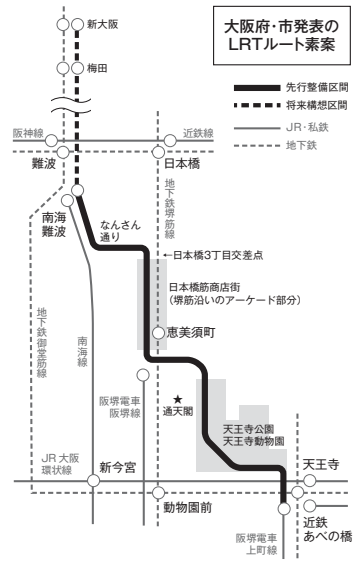 大阪府・市発表の
LRTルート素案
先行整備区間
将来構想区間
JR・私鉄
地下鉄
新大阪
梅田
阪神線
近鉄線
難波
日本橋
南海
難波
なんさん
通り
地下鉄堺筋線
←日本橋3丁目交差点
日本橋筋商店街
(堺筋沿いのアーケード部分)
恵美須町
地下鉄御堂筋線
南海線
阪堺電車
阪堺線
★
通天閣
天王寺公園
天王寺動物園
JR大阪
環状線
新今宮
天王寺
動物園前
近鉄
あべの橋
阪堺電車
上町線